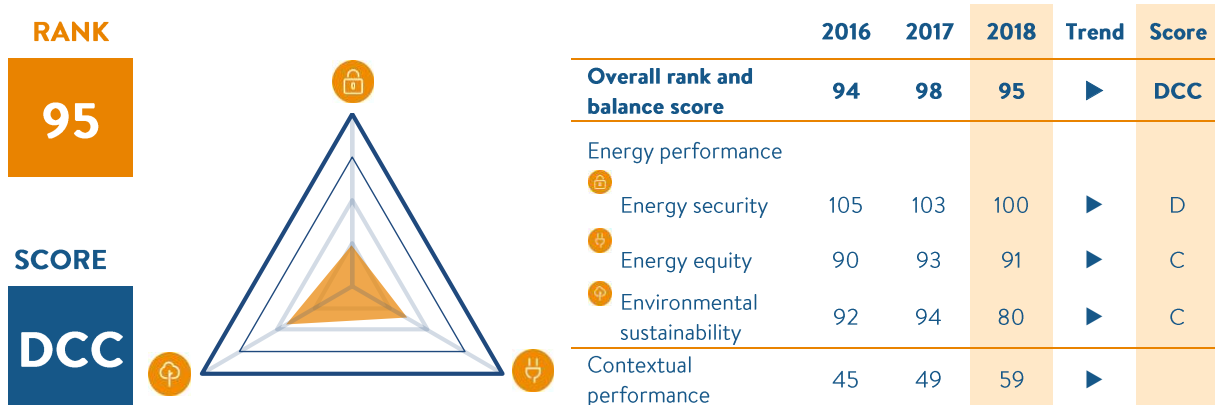 RANK
95
SCORE
DCC
2016 2017 2018 Trend Score
Overall rank and
balance score 94 98 95 DCC
Energy performance
Energy security 105 103 100 D
Energy equity 90 93 91 C
Environmental
sustainability 92 94 80 C
Contextual
performance 45 49 59